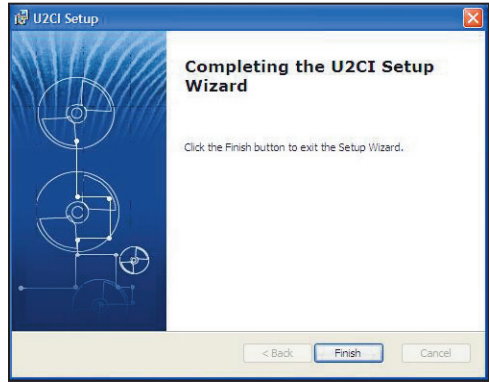 U2CI Setup
Completing the U2CI Setup
Wizard
Click the Finish button to exit the Setup Wizard.
< Back
Finish
Cancel